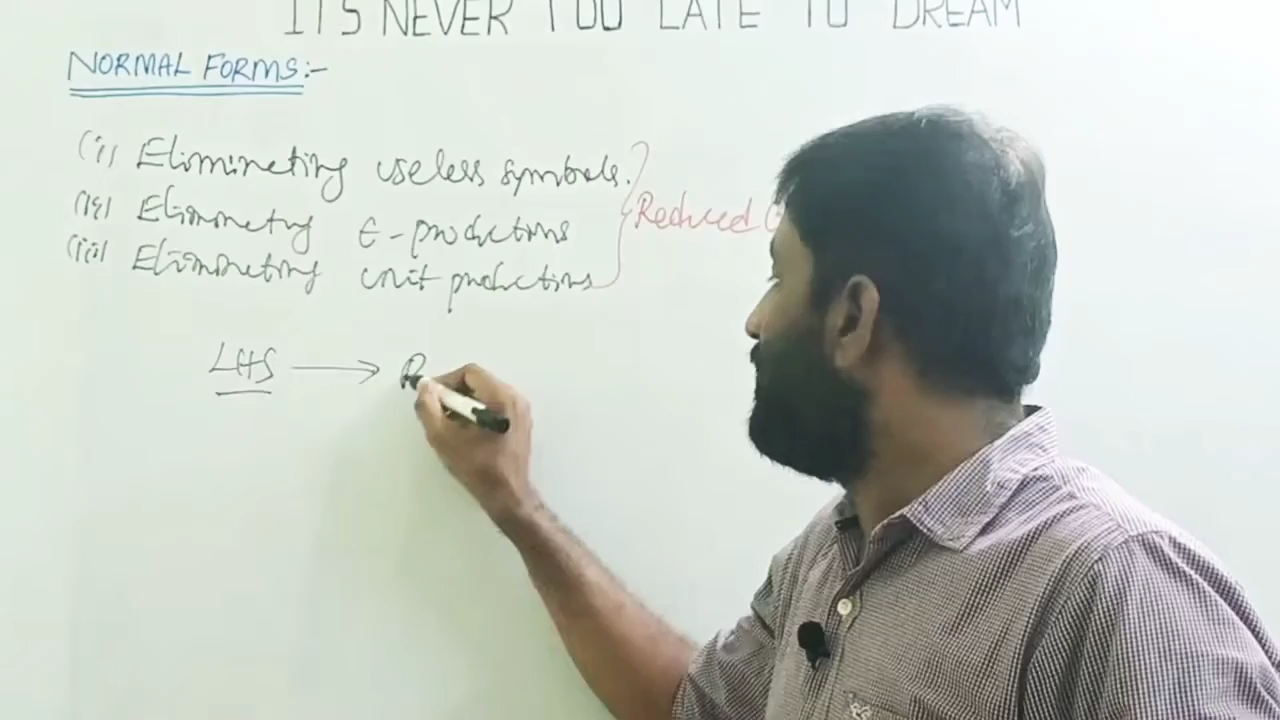 ITS NEVER TOO LATE TO DREAM
NORMAL FORMS:-
(i) Eliminating useless symbols.
(ii) Eliminating ε-productions
(iii) Eliminating unit productions
Reduced
LHS → R